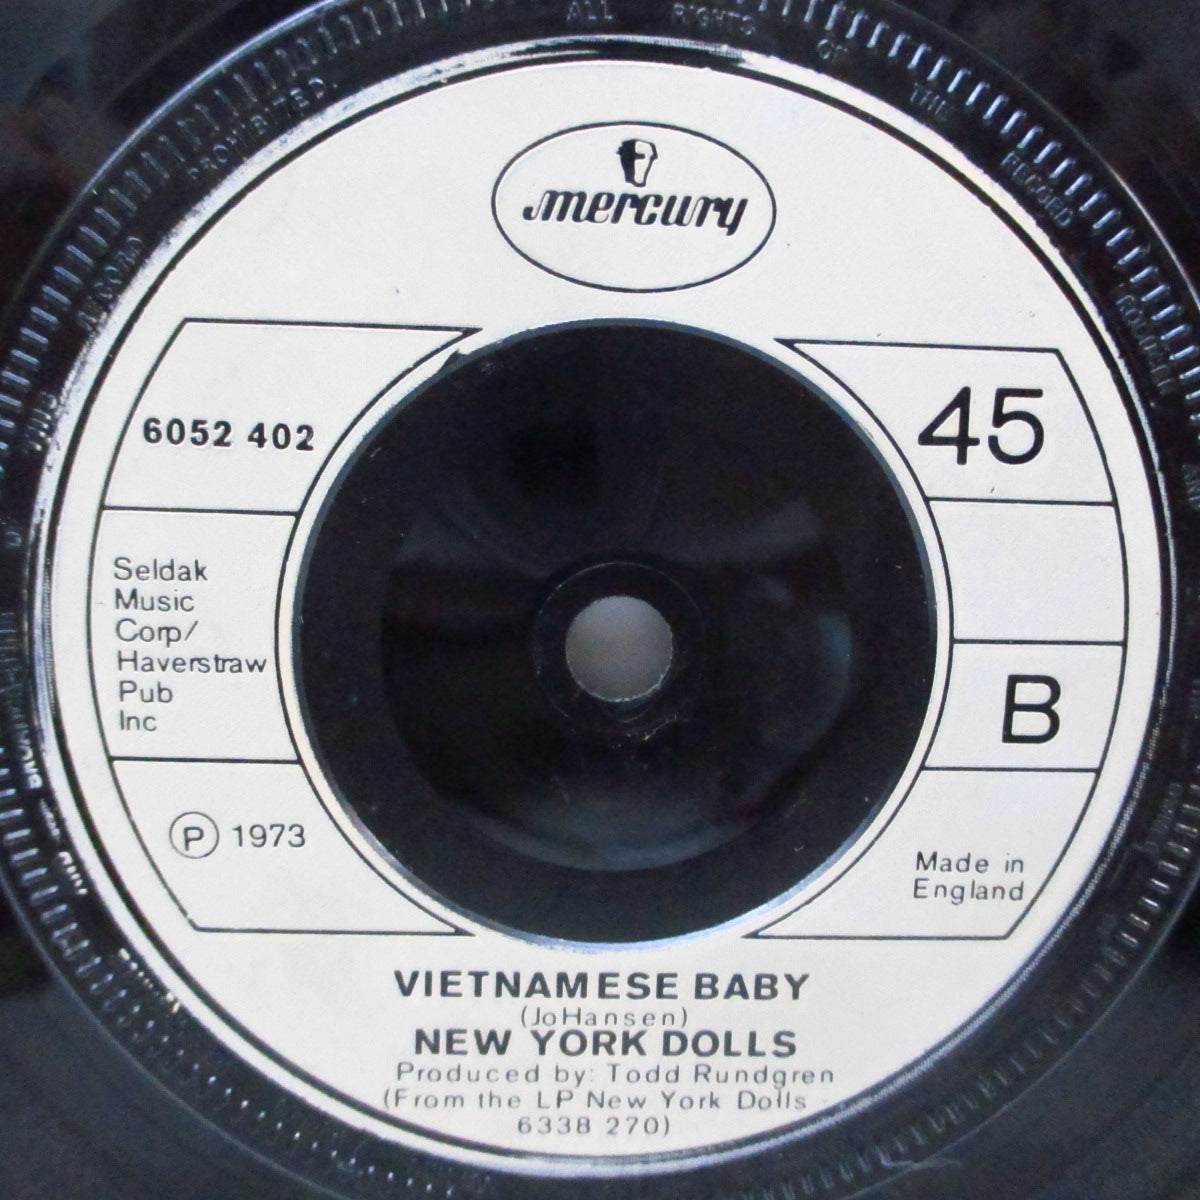 ALL RIGHTS OF THE RECORD
PROHIBITED.
RECORD
mercury
6052 402
45
Seldak
Music
Corp/
Haverstraw
Pub
Inc
B
Ⓟ 1973
Made in
England
VIETNAMESE BABY
(JoHansen)
NEW YORK DOLLS
Produced by: Todd Rundgren
(From the LP New York Dolls
6338 270)